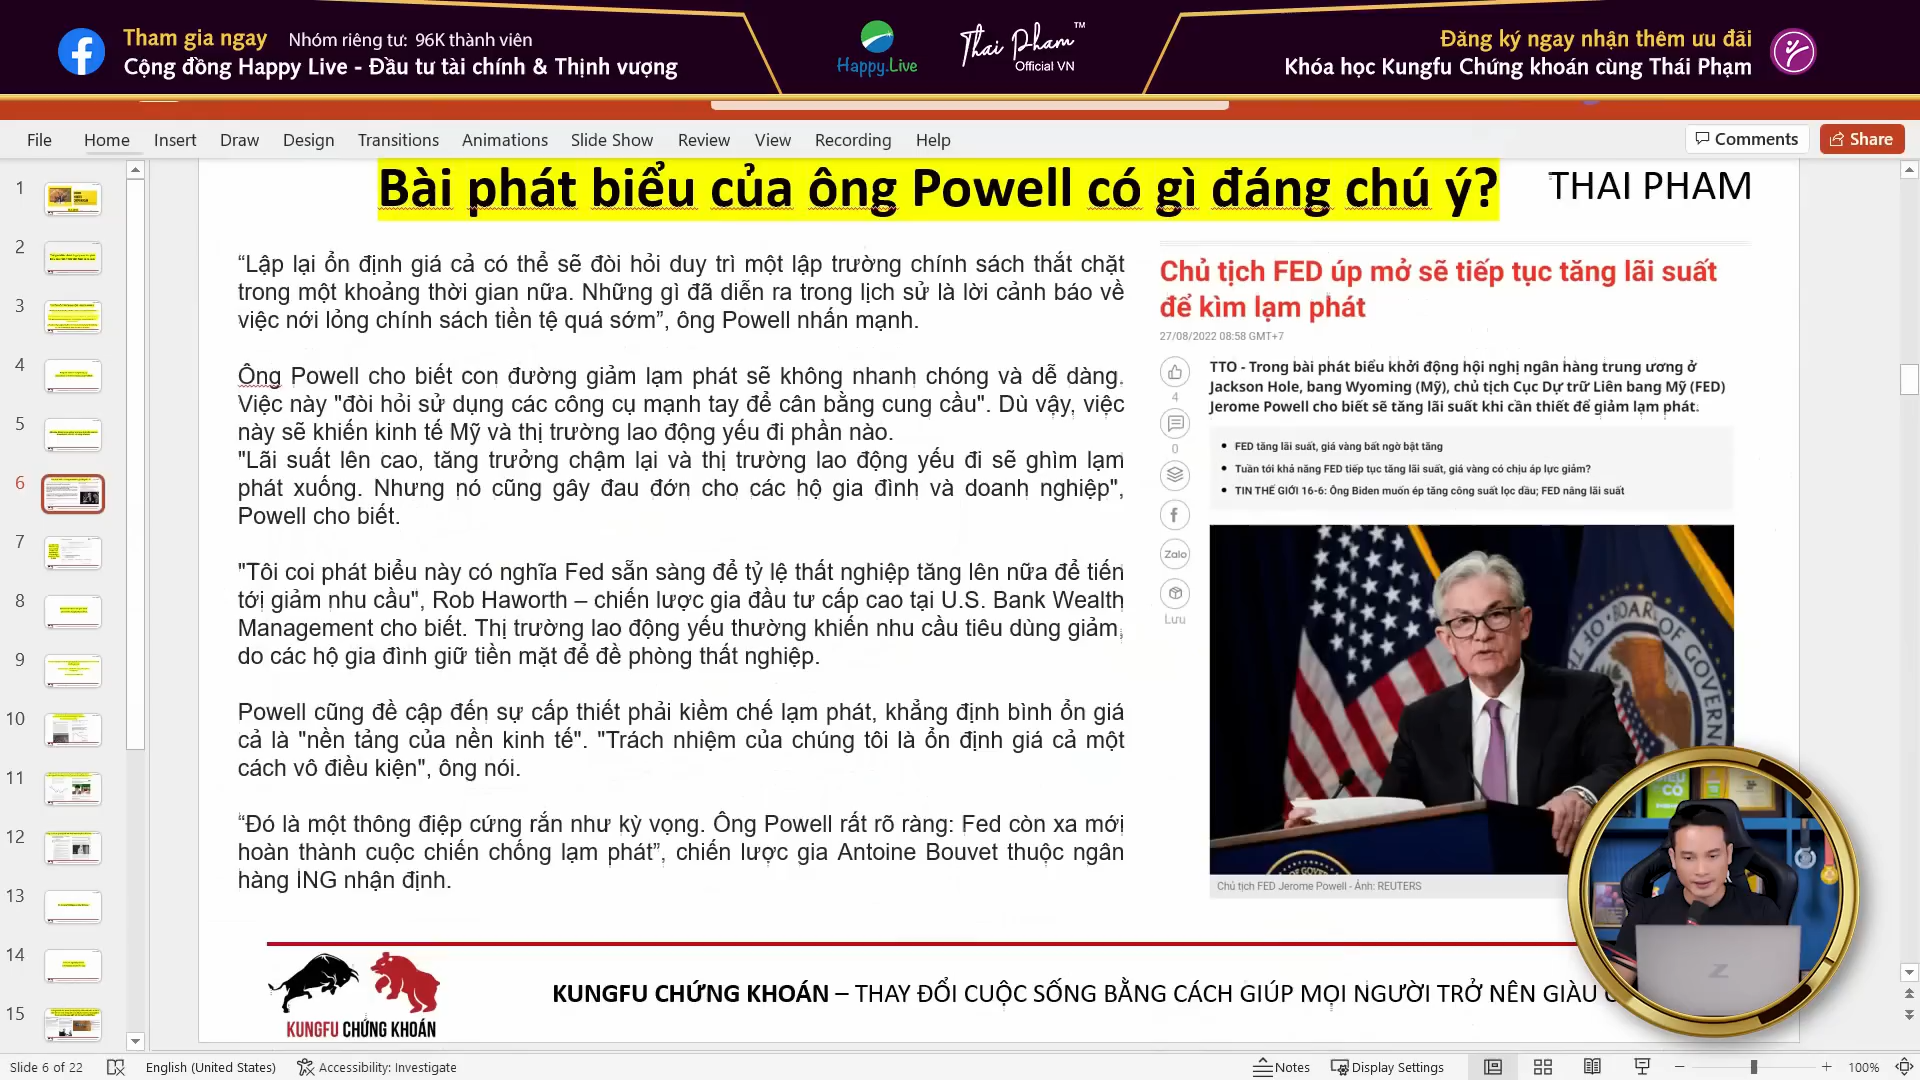 Tham gia ngay Nhóm riêng tư: 96K thành viên
Cộng đồng Happy Live - Đầu tư tài chính & Thịnh vượng
Happy.Live
Thai Pham™
Official VN
Đăng ký ngay nhận thêm ưu đãi
Khóa học Kungfu Chứng khoán cùng Thái Phạm
File Home Insert Draw Design Transitions Animations Slide Show Review View Recording Help Comments Share
1
2
3
4
5
6
7
8
9
10
11
12
13
14
15
Bài phát biểu của ông Powell có gì đáng chú ý?
THAI PHAM
“Lập lại ổn định giá cả có thể sẽ đòi hỏi duy trì một lập trường chính sách thắt chặt
trong một khoảng thời gian nữa. Những gì đã diễn ra trong lịch sử là lời cảnh báo về
việc nới lỏng chính sách tiền tệ quá sớm”, ông Powell nhấn mạnh.
Ông Powell cho biết con đường giảm lạm phát sẽ không nhanh chóng và dễ dàng.
Việc này "đòi hỏi sử dụng các công cụ mạnh tay để cân bằng cung cầu". Dù vậy, việc
này sẽ khiến kinh tế Mỹ và thị trường lao động yếu đi phần nào.
"Lãi suất lên cao, tăng trưởng chậm lại và thị trường lao động yếu đi sẽ ghìm lạm
phát xuống. Nhưng nó cũng gây đau đớn cho các hộ gia đình và doanh nghiệp",
Powell cho biết.
"Tôi coi phát biểu này có nghĩa Fed sẵn sàng để tỷ lệ thất nghiệp tăng lên nữa để tiến
tới giảm nhu cầu", Rob Haworth – chiến lược gia đầu tư cấp cao tại U.S. Bank Wealth
Management cho biết. Thị trường lao động yếu thường khiến nhu cầu tiêu dùng giảm,
do các hộ gia đình giữ tiền mặt để đề phòng thất nghiệp.
Powell cũng đề cập đến sự cấp thiết phải kiềm chế lạm phát, khẳng định bình ổn giá
cả là "nền tảng của nền kinh tế". "Trách nhiệm của chúng tôi là ổn định giá cả một
cách vô điều kiện", ông nói.
“Đó là một thông điệp cứng rắn như kỳ vọng. Ông Powell rất rõ ràng: Fed còn xa mới
hoàn thành cuộc chiến chống lạm phát”, chiến lược gia Antoine Bouvet thuộc ngân
hàng ING nhận định.
Chủ tịch FED úp mở sẽ tiếp tục tăng lãi suất
để kìm lạm phát
27/08/2022 08:58 GMT+7
4
0
Zalo
Lưu
TTO - Trong bài phát biểu khởi động hội nghị ngân hàng trung ương ở
Jackson Hole, bang Wyoming (Mỹ), chủ tịch Cục Dự trữ Liên bang Mỹ (FED)
Jerome Powell cho biết sẽ tăng lãi suất khi cần thiết để giảm lạm phát.
• FED tăng lãi suất, giá vàng bất ngờ bật tăng
• Tuần tới khả năng FED tiếp tục tăng lãi suất, giá vàng có chịu áp lực giảm?
• TIN THẾ GIỚI 16-6: Ông Biden muốn ép tăng công suất lọc dầu; FED nâng lãi suất
BOARD OF
GOVERNO
Chủ tịch FED Jerome Powell - Ảnh: REUTERS
KUNGFU CHỨNG KHOÁN
KUNGFU CHỨNG KHOÁN – THAY ĐỔI CUỘC SỐNG BẰNG CÁCH GIÚP MỌI NGƯỜI TRỞ NÊN GIÀU
Slide 6 of 22 English (United States) Accessibility: Investigate Notes Display Settings 100%